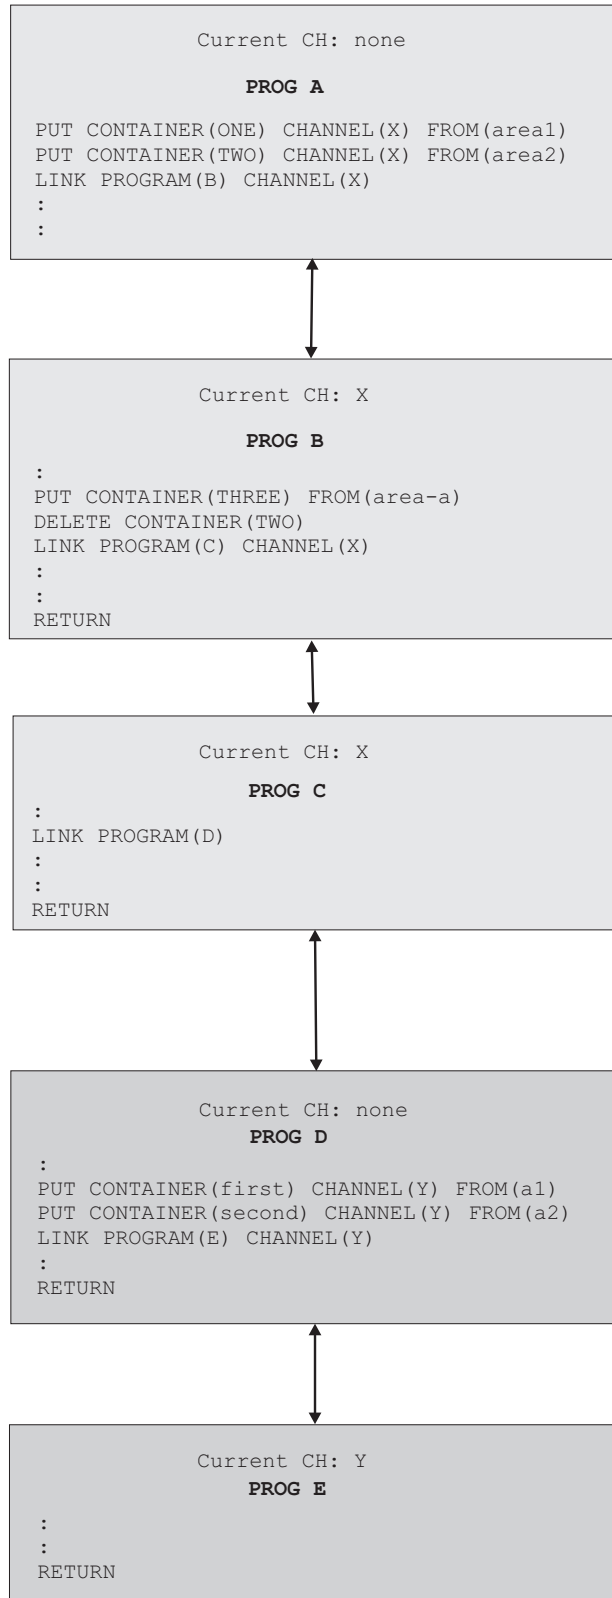 Current CH: none
PROG A
PUT CONTAINER(ONE) CHANNEL(X) FROM(area1)
PUT CONTAINER(TWO) CHANNEL(X) FROM(area2)
LINK PROGRAM(B) CHANNEL(X)
:
:
Current CH: X
PROG B
:
PUT CONTAINER(THREE) FROM(area-a)
DELETE CONTAINER(TWO)
LINK PROGRAM(C) CHANNEL(X)
:
:
RETURN
Current CH: X
PROG C
:
LINK PROGRAM(D)
:
:
RETURN
Current CH: none
PROG D
:
PUT CONTAINER(first) CHANNEL(Y) FROM(a1)
PUT CONTAINER(second) CHANNEL(Y) FROM(a2)
LINK PROGRAM(E) CHANNEL(Y)
:
RETURN
Current CH: Y
PROG E
:
:
RETURN